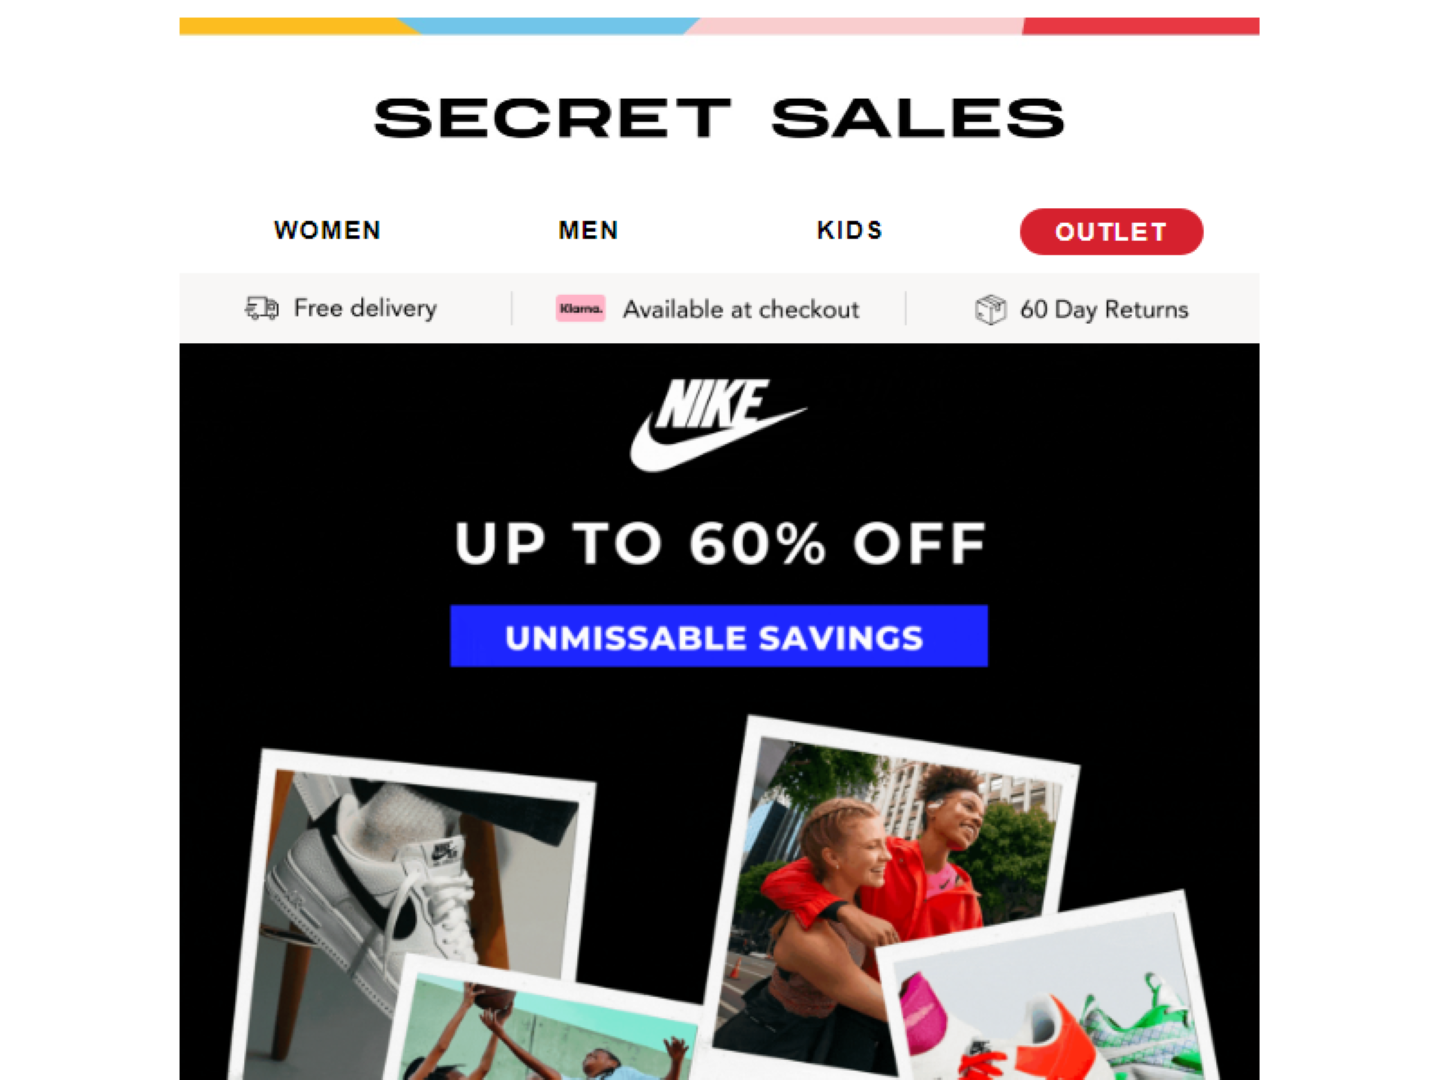 SECRET SALES
WOMEN MEN KIDS OUTLET
Free delivery Klarna. Available at checkout 60 Day Returns
NIKE
UP TO 60% OFF
UNMISSABLE SAVINGS